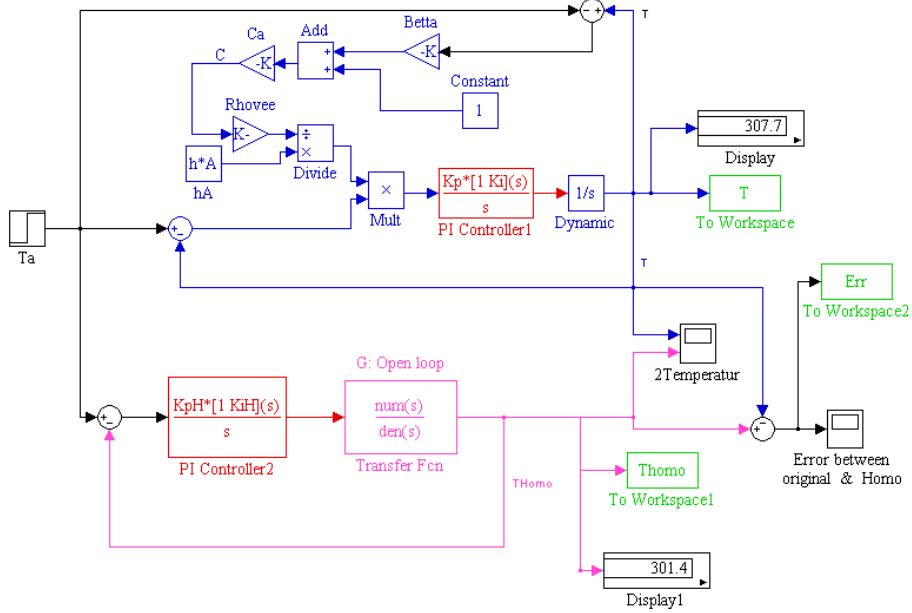 T
Betta
Ca
Add
-K
C
-K
+
+
Constant
1
Rhovee
K-
÷
×
h*A
hA
Divide
×
Mult
Kp*[1 Ki](s)
s
PI Controller1
1/s
Dynamic
307.7
Display
T
To Workspace
Ta
T
Err
To Workspace2
2Temperatur
G: Open loop
KpH*[1 KiH](s)
s
PI Controller2
num(s)
den(s)
Transfer Fcn
THomo
Thomo
To Workspace1
Error between
original & Homo
301.4
Display1